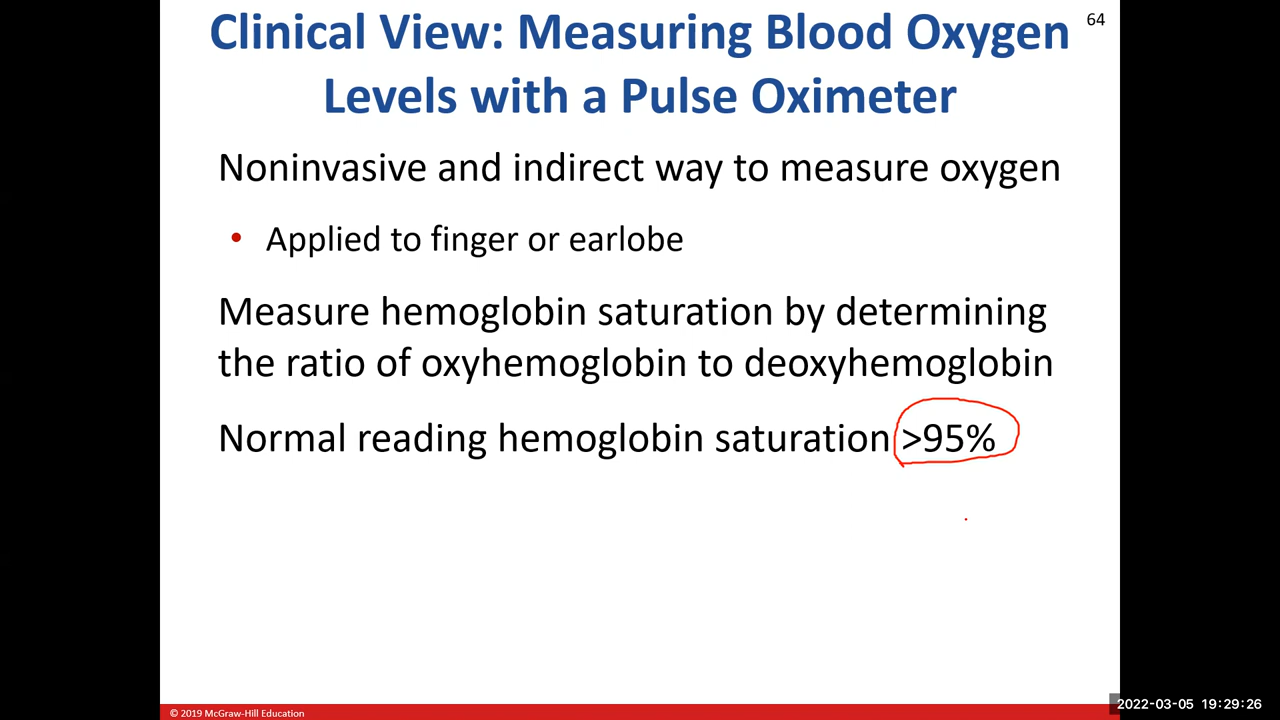 Clinical View: Measuring Blood Oxygen
64
Levels with a Pulse Oximeter
Noninvasive and indirect way to measure oxygen
• Applied to finger or earlobe
Measure hemoglobin saturation by determining
the ratio of oxyhemoglobin to deoxyhemoglobin
Normal reading hemoglobin saturation >95%
© 2019 McGraw-Hill Education
2022-03-05 19:29:26